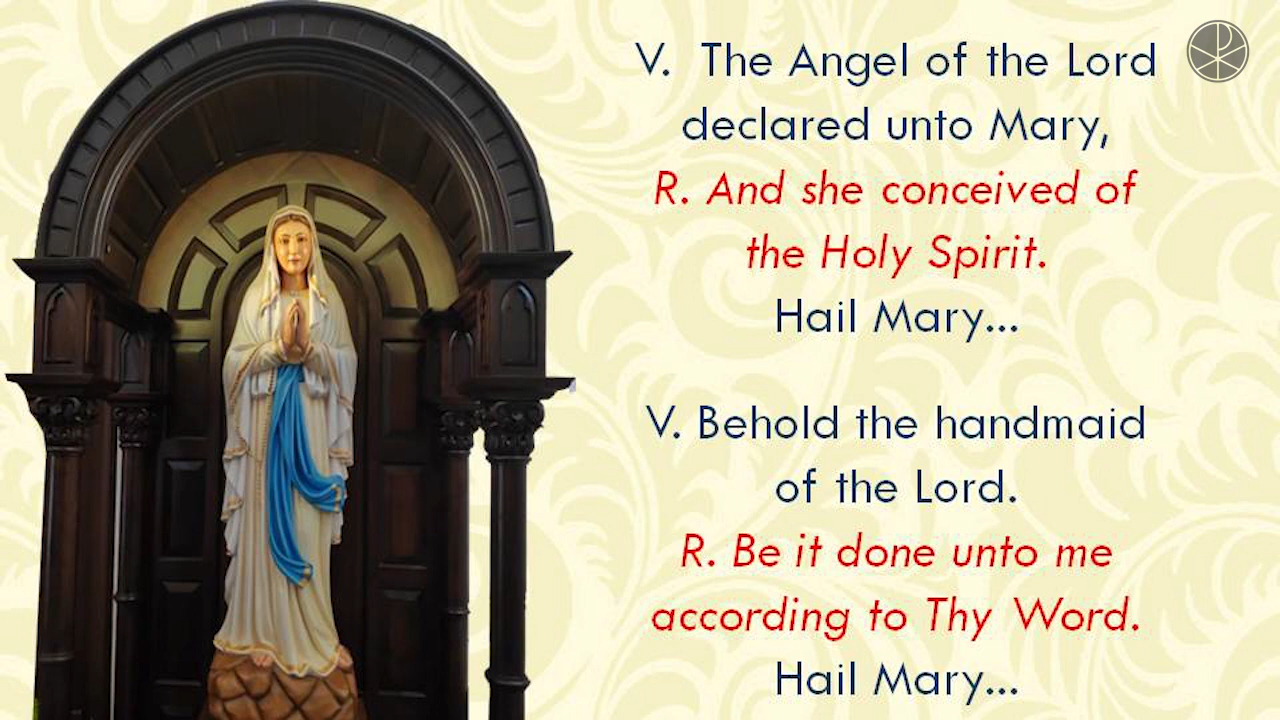 V. The Angel of the Lord
declared unto Mary,
R. And she conceived of
the Holy Spirit.
Hail Mary...
V. Behold the handmaid
of the Lord.
R. Be it done unto me
according to Thy Word.
Hail Mary...